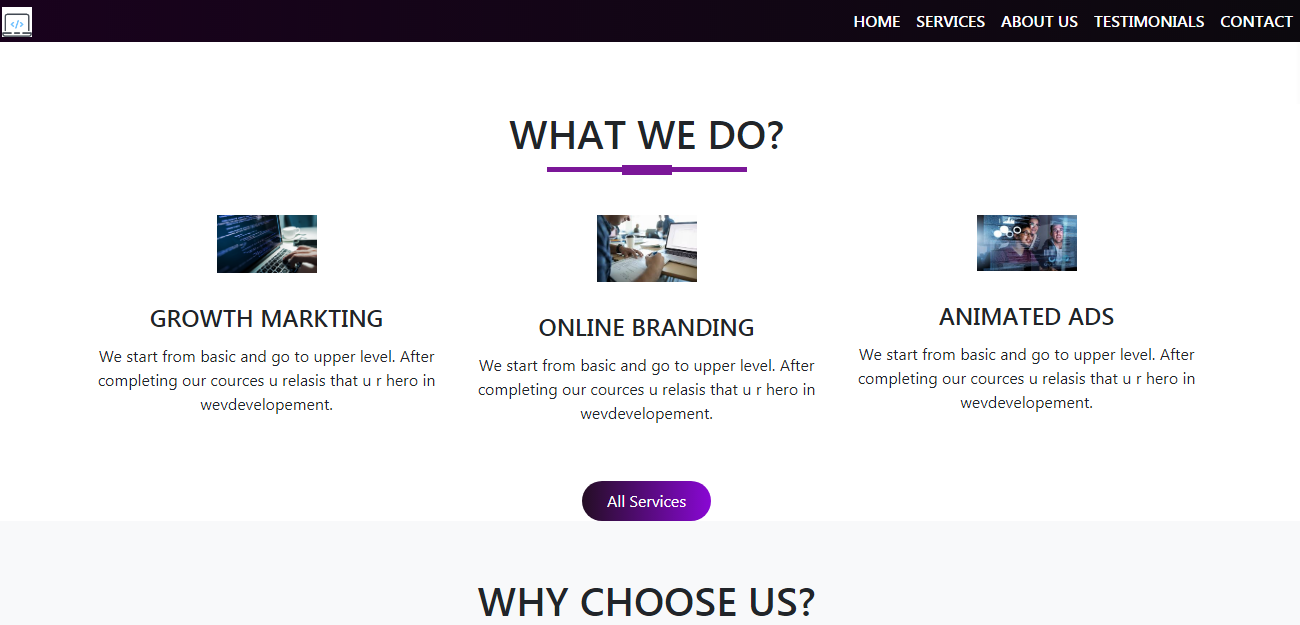 </>
HOME SERVICES ABOUT US TESTIMONIALS CONTACT
WHAT WE DO?
GROWTH MARKTING
We start from basic and go to upper level. After
completing our cources u relasis that u r hero in
wevdevelopement.
ONLINE BRANDING
We start from basic and go to upper level. After
completing our cources u relasis that u r hero in
wevdevelopement.
ANIMATED ADS
We start from basic and go to upper level. After
completing our cources u relasis that u r hero in
wevdevelopement.
All Services
WHY CHOOSE US?